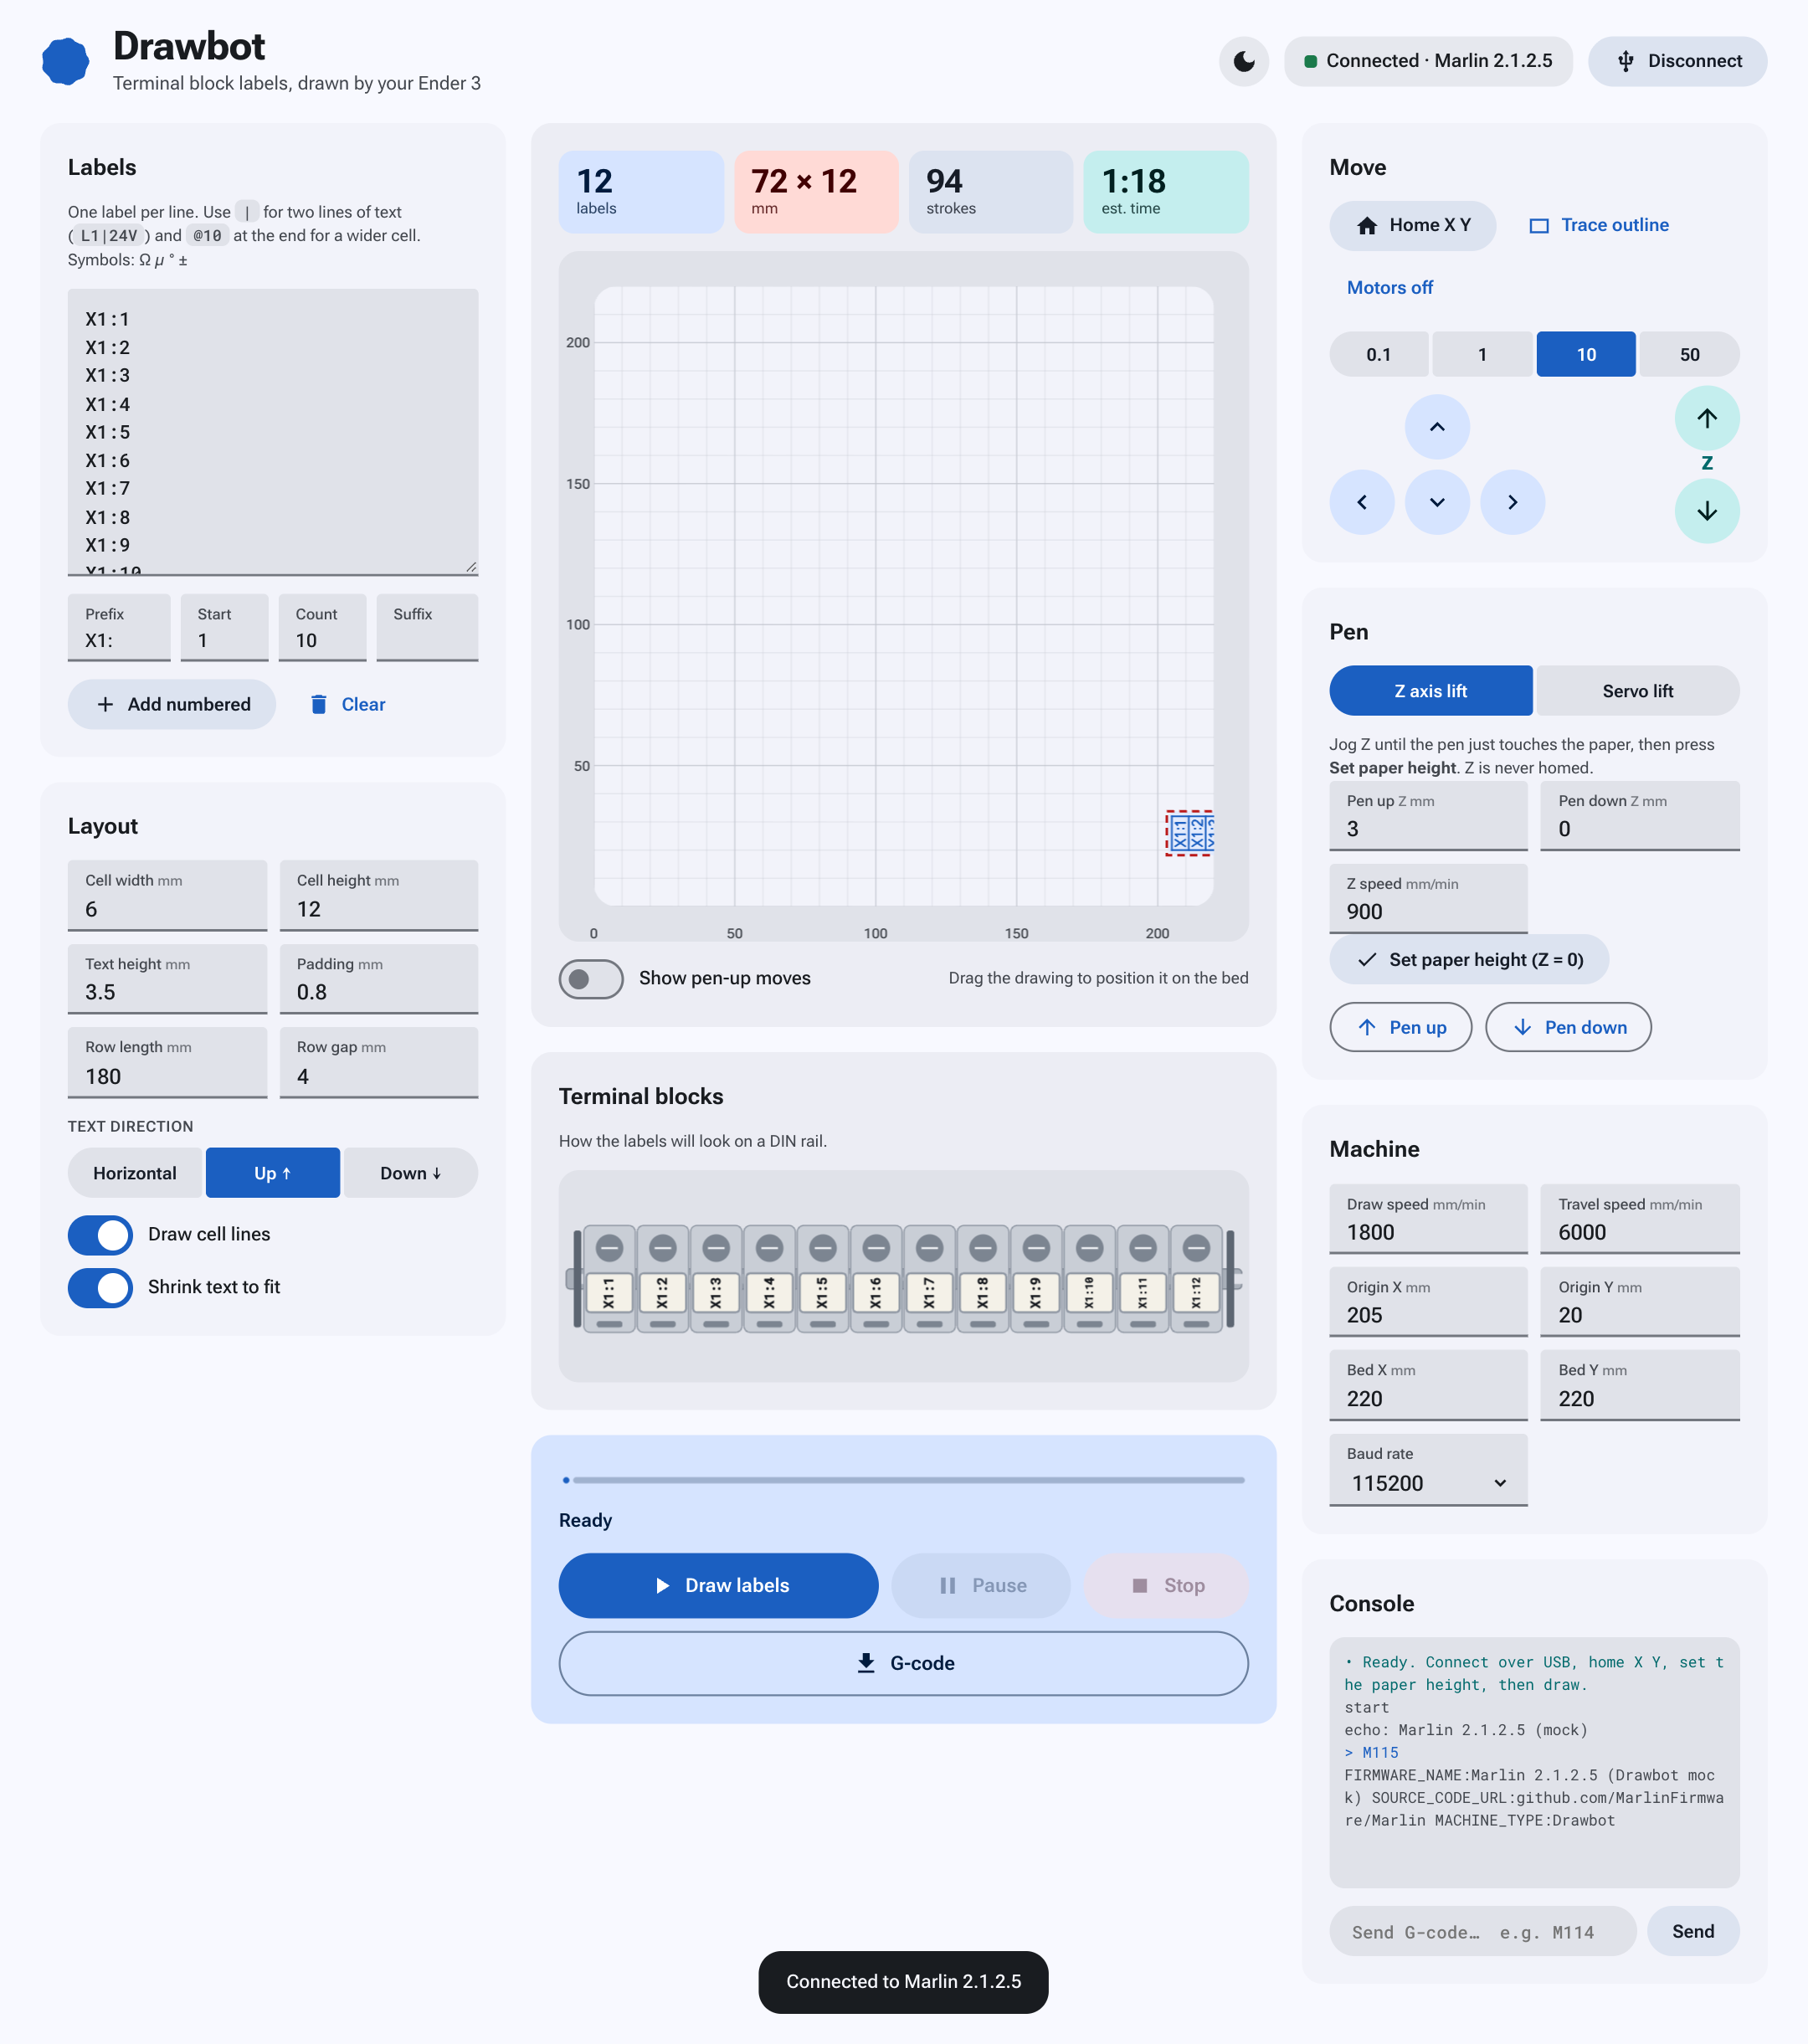 Drawbot
Terminal block labels, drawn by your Ender 3
Connected · Marlin 2.1.2.5
Disconnect
Labels
One label per line. Use | for two lines of text
( L1|24V ) and @10 at the end for a wider cell.
Symbols: Ω µ ° ±
X1:1
X1:2
X1:3
X1:4
X1:5
X1:6
X1:7
X1:8
X1:9
X1:10
Prefix
X1:
Start
1
Count
10
Suffix
Add numbered
Clear
Layout
Cell width mm
6
Cell height mm
12
Text height mm
3.5
Padding mm
0.8
Row length mm
180
Row gap mm
4
TEXT DIRECTION
Horizontal
Up ↑
Down ↓
Draw cell lines
Shrink text to fit
12
labels
72 × 12
mm
94
strokes
1:18
est. time
200
150
100
50
0
50
100
150
200
X1:1
X1:2
X1:3
Show pen-up moves
Drag the drawing to position it on the bed
Terminal blocks
How the labels will look on a DIN rail.
X1:1
X1:2
X1:3
X1:4
X1:5
X1:6
X1:7
X1:8
X1:9
X1:10
X1:11
X1:12
Ready
Draw labels
Pause
Stop
G-code
Move
Home X Y
Trace outline
Motors off
0.1
1
10
50
Z
Pen
Z axis lift
Servo lift
Jog Z until the pen just touches the paper, then press
Set paper height. Z is never homed.
Pen up Z mm
3
Pen down Z mm
0
Z speed mm/min
900
Set paper height (Z = 0)
Pen up
Pen down
Machine
Draw speed mm/min
1800
Travel speed mm/min
6000
Origin X mm
205
Origin Y mm
20
Bed X mm
220
Bed Y mm
220
Baud rate
115200
Console
• Ready. Connect over USB, home X Y, set t
he paper height, then draw.
start
echo: Marlin 2.1.2.5 (mock)
> M115
FIRMWARE_NAME:Marlin 2.1.2.5 (Drawbot moc
k) SOURCE_CODE_URL:github.com/MarlinFirmwa
re/Marlin MACHINE_TYPE:Drawbot
Send G-code… e.g. M114
Send
Connected to Marlin 2.1.2.5